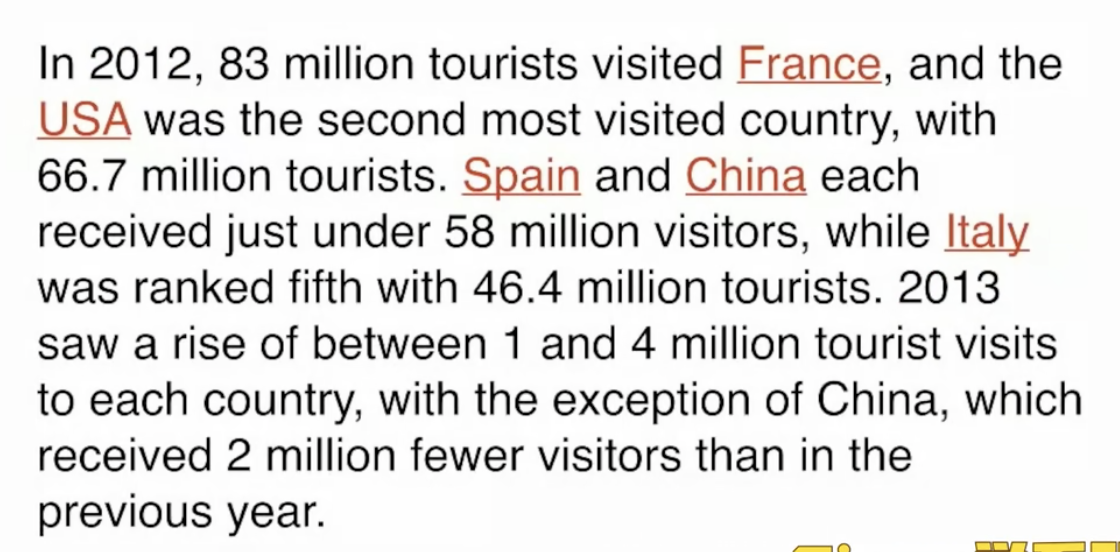 In 2012, 83 million tourists visited France, and the
USA was the second most visited country, with
66.7 million tourists. Spain and China each
received just under 58 million visitors, while Italy
was ranked fifth with 46.4 million tourists. 2013
saw a rise of between 1 and 4 million tourist visits
to each country, with the exception of China, which
received 2 million fewer visitors than in the
previous year.